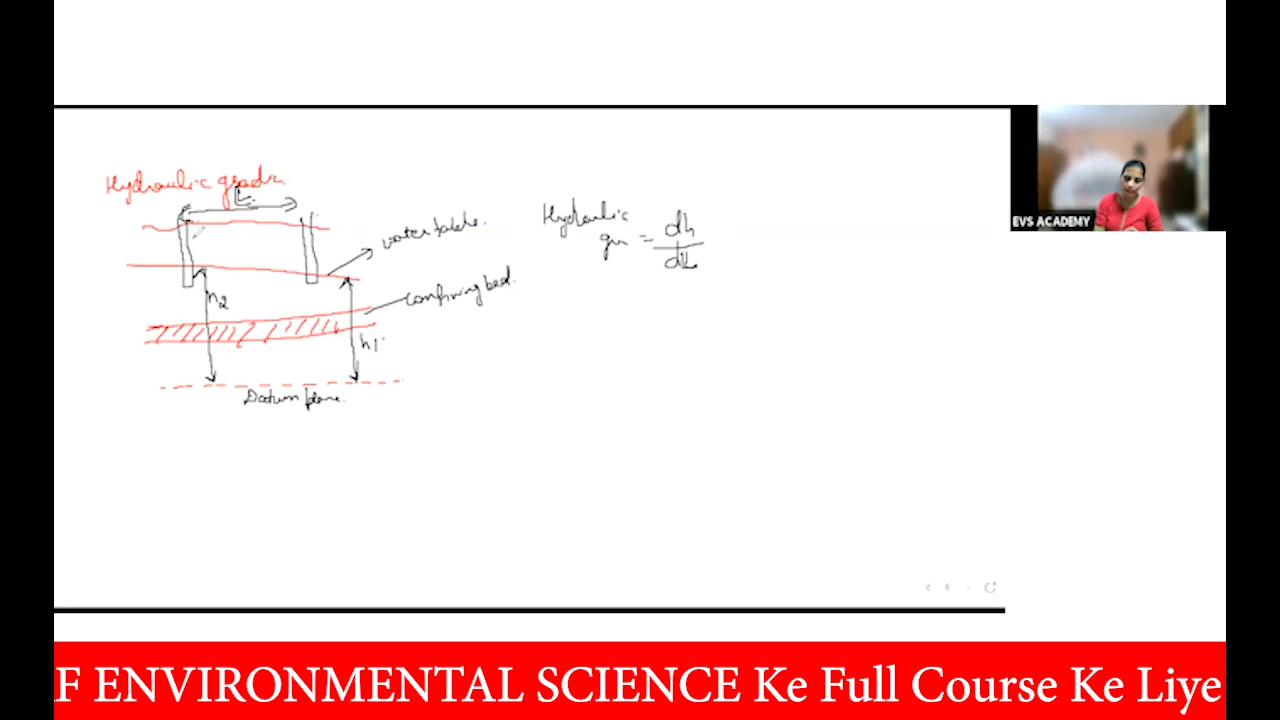 Hydraulic gradr.
L.
water table.
confining bed.
h2
h1.
Datum plane.
Hydraulic
gr = dh
dL
EVS ACADEMY
F ENVIRONMENTAL SCIENCE Ke Full Course Ke Liye